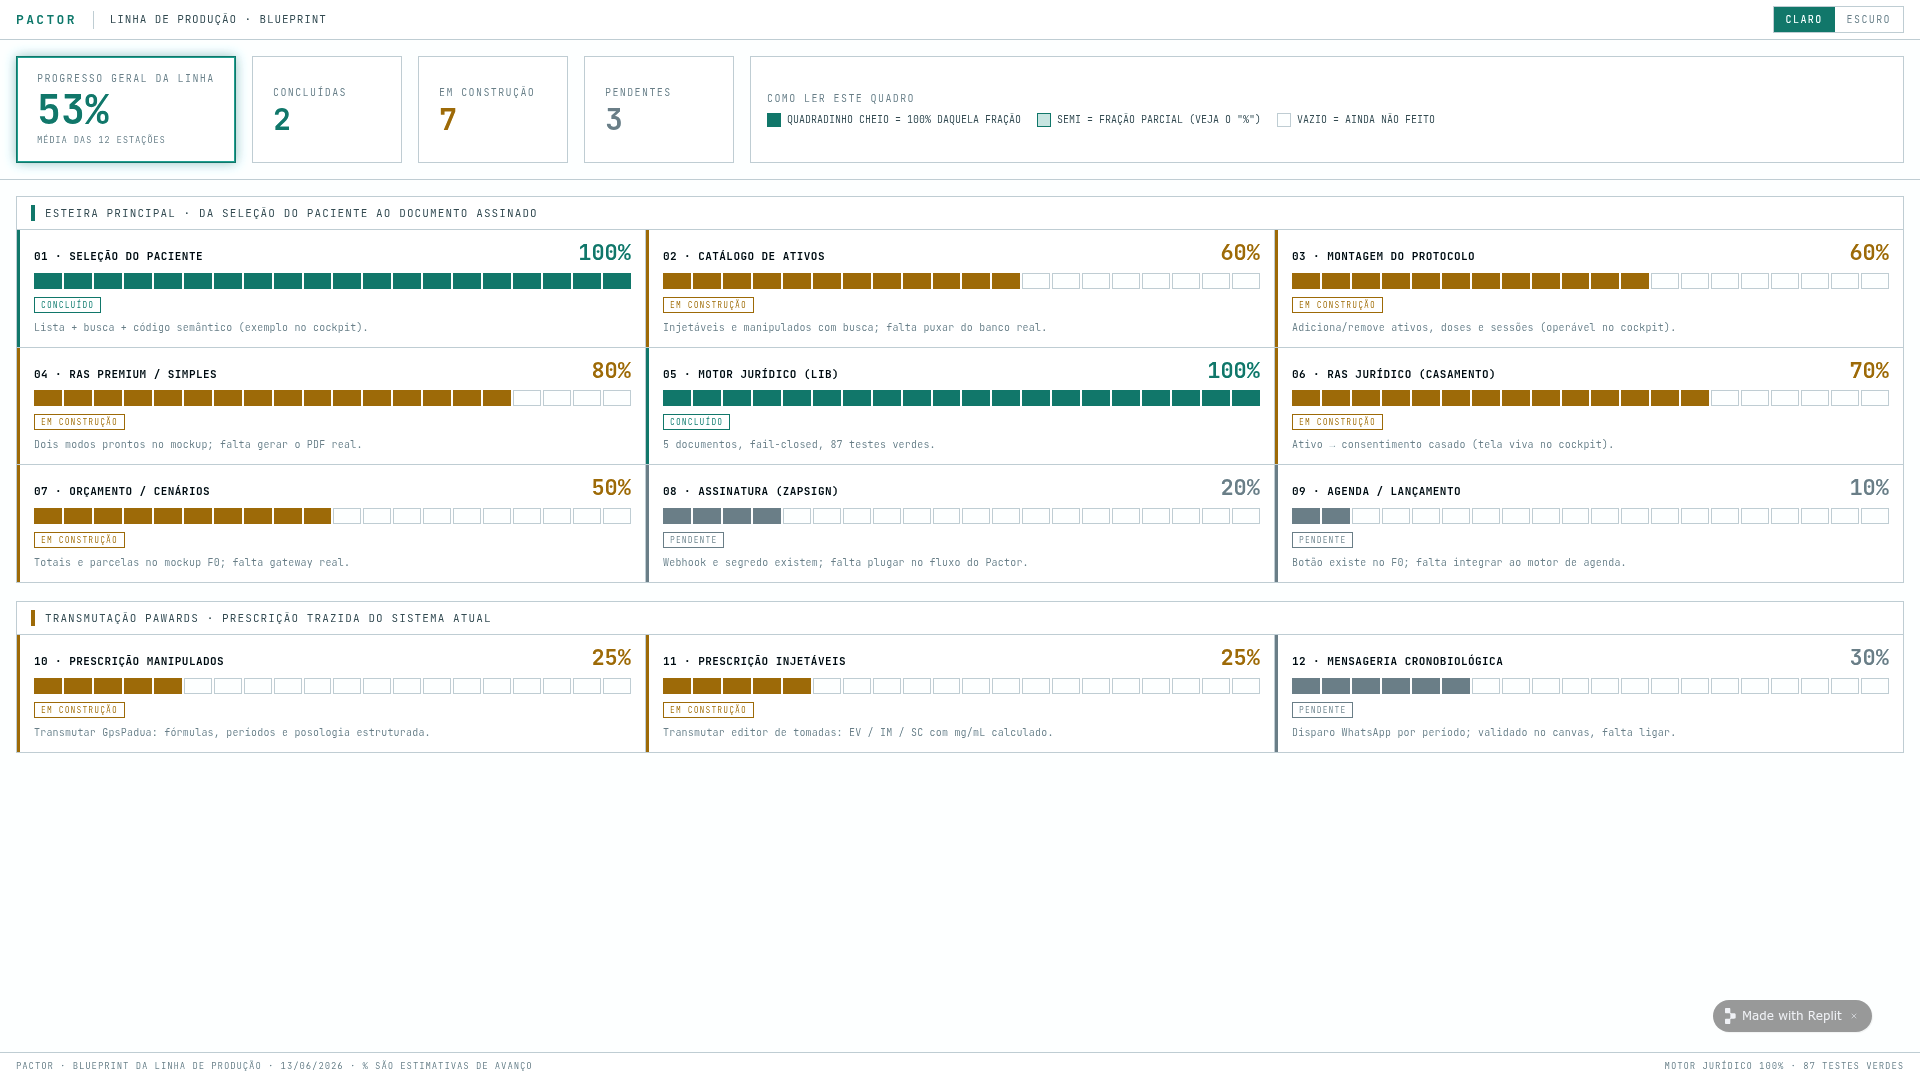 PACTOR
LINHA DE PRODUÇÃO · BLUEPRINT
CLARO
ESCURO
PROGRESSO GERAL DA LINHA
53%
MÉDIA DAS 12 ESTAÇÕES
CONCLUÍDAS
2
EM CONSTRUÇÃO
7
PENDENTES
3
COMO LER ESTE QUADRO
QUADRADINHO CHEIO = 100% DAQUELA FRAÇÃO
SEMI = FRAÇÃO PARCIAL (VEJA O "%")
VAZIO = AINDA NÃO FEITO
ESTEIRA PRINCIPAL · DA SELEÇÃO DO PACIENTE AO DOCUMENTO ASSINADO
01 · SELEÇÃO DO PACIENTE
100%
CONCLUÍDO
Lista + busca + código semântico (exemplo no cockpit).
02 · CATÁLOGO DE ATIVOS
60%
EM CONSTRUÇÃO
Injetáveis e manipulados com busca; falta puxar do banco real.
03 · MONTAGEM DO PROTOCOLO
60%
EM CONSTRUÇÃO
Adiciona/remove ativos, doses e sessões (operável no cockpit).
04 · RAS PREMIUM / SIMPLES
80%
EM CONSTRUÇÃO
Dois modos prontos no mockup; falta gerar o PDF real.
05 · MOTOR JURÍDICO (LIB)
100%
CONCLUÍDO
5 documentos, fail-closed, 87 testes verdes.
06 · RAS JURÍDICO (CASAMENTO)
70%
EM CONSTRUÇÃO
Ativo → consentimento casado (tela viva no cockpit).
07 · ORÇAMENTO / CENÁRIOS
50%
EM CONSTRUÇÃO
Totais e parcelas no mockup F0; falta gateway real.
08 · ASSINATURA (ZAPSIGN)
20%
PENDENTE
Webhook e segredo existem; falta plugar no fluxo do Pactor.
09 · AGENDA / LANÇAMENTO
10%
PENDENTE
Botão existe no F0; falta integrar ao motor de agenda.
TRANSMUTAÇÃO PAWARDS · PRESCRIÇÃO TRAZIDA DO SISTEMA ATUAL
10 · PRESCRIÇÃO MANIPULADOS
25%
EM CONSTRUÇÃO
Transmutar GpsPadua: fórmulas, períodos e posologia estruturada.
11 · PRESCRIÇÃO INJETÁVEIS
25%
EM CONSTRUÇÃO
Transmutar editor de tomadas: EV / IM / SC com mg/mL calculado.
12 · MENSAGERIA CRONOBIOLÓGICA
30%
PENDENTE
Disparo WhatsApp por período; validado no canvas, falta ligar.
Made with Replit ×
PACTOR · BLUEPRINT DA LINHA DE PRODUÇÃO · 13/06/2026 · % SÃO ESTIMATIVAS DE AVANÇO
MOTOR JURÍDICO 100% · 87 TESTES VERDES